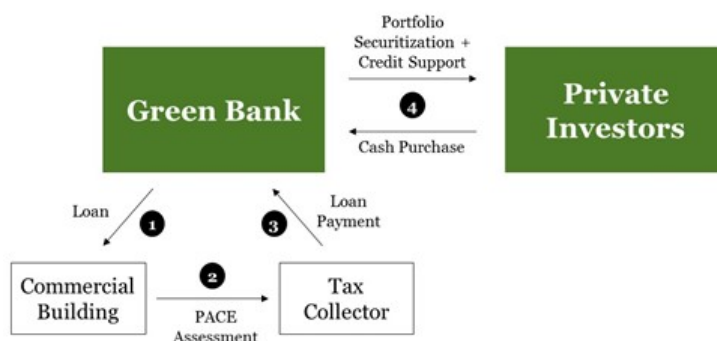 Portfolio
Securitization +
Credit Support
Green Bank
4
Private
Investors
Cash Purchase
Loan
1
3
Loan
Payment
Commercial
Building
2
PACE
Assessment
Tax
Collector